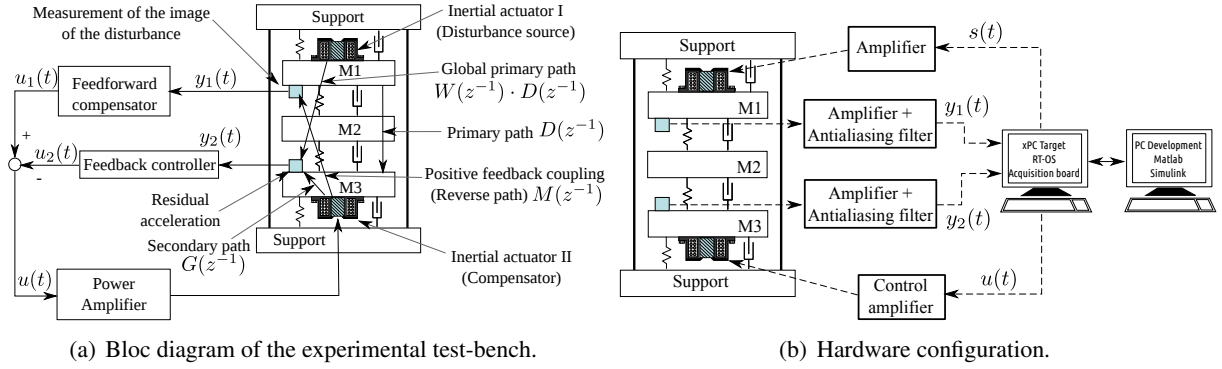 Measurement of the image
of the disturbance
Support
Inertial actuator I
(Disturbance source)
u₁(t)
Feedforward
compensator
y₁(t)
M1
Global primary path
W(z⁻¹) · D(z⁻¹)
+
M2
Primary path D(z⁻¹)
u₂(t)
-
Feedback controller
y₂(t)
M3
Positive feedback coupling
(Reverse path) M(z⁻¹)
Residual
acceleration
Secondary path
G(z⁻¹)
Support
Inertial actuator II
(Compensator)
u(t)
Power
Amplifier
(a) Bloc diagram of the experimental test-bench.
Support
Amplifier
s(t)
M1
Amplifier +
Antialiasing filter
y₁(t)
M2
xPC Target
RT-OS
Acquisition board
PC Development
Matlab
Simulink
Amplifier +
Antialiasing filter
y₂(t)
M3
Support
Control
amplifier
u(t)
(b) Hardware configuration.